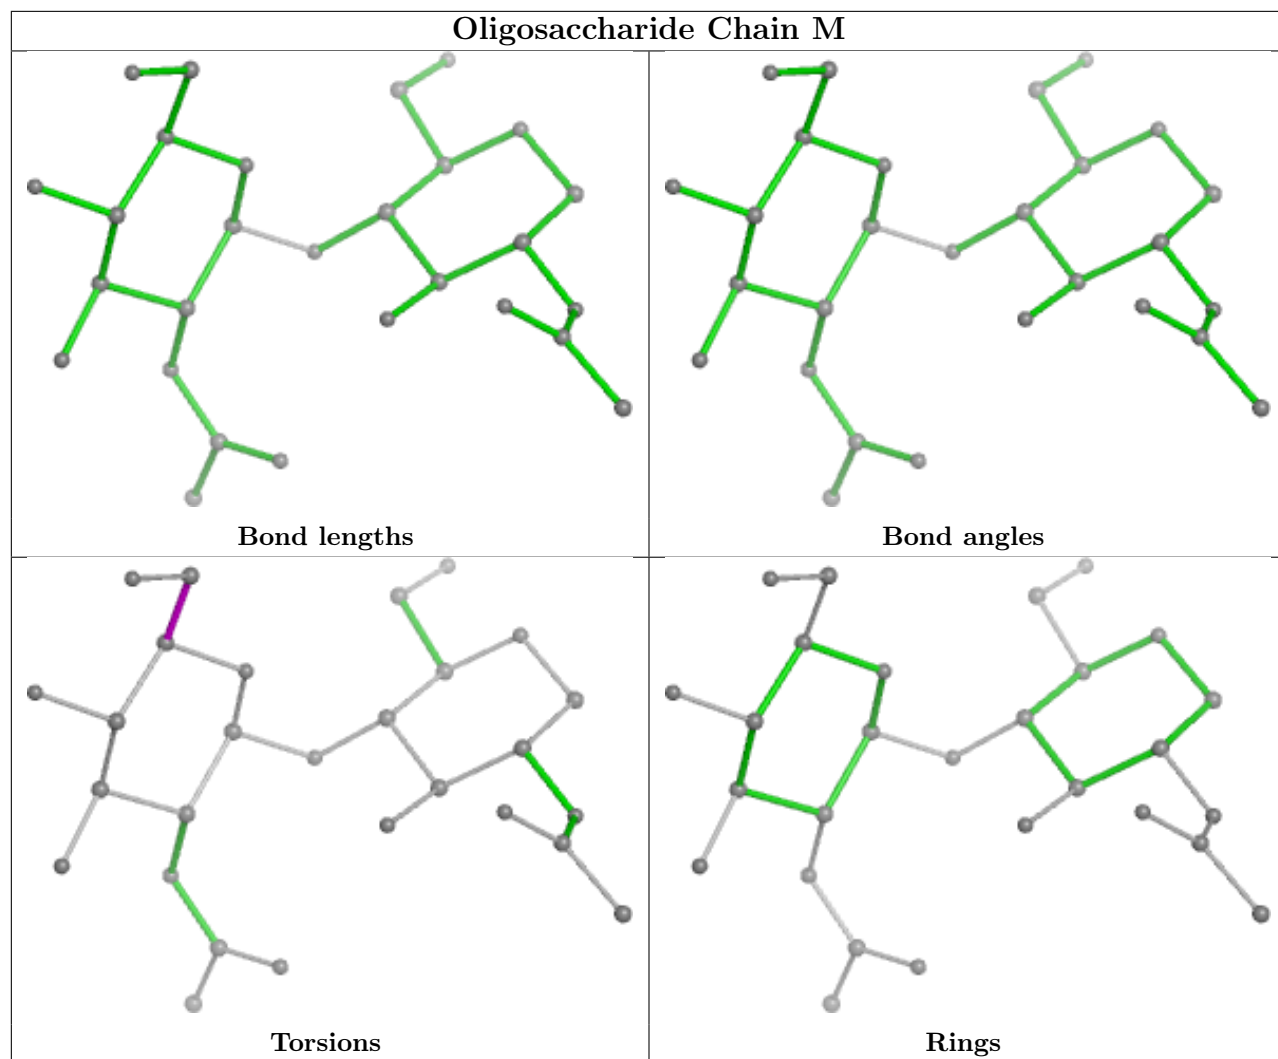 Oligosaccharide Chain M
Bond lengths
Bond angles
Torsions
Rings